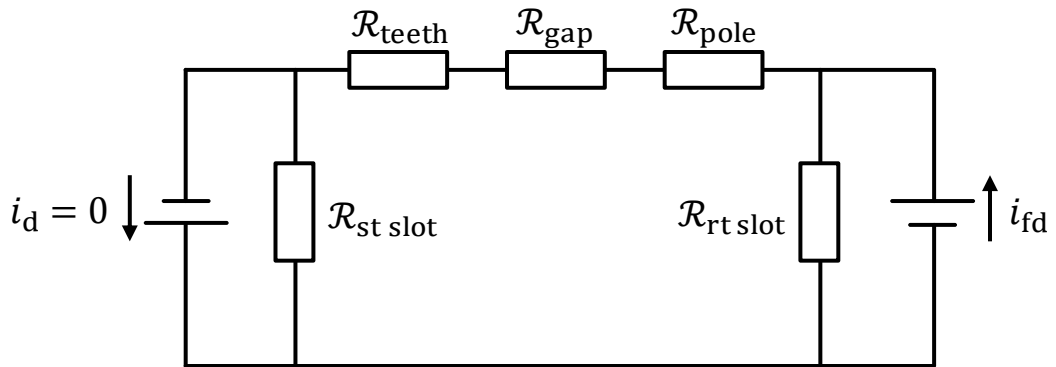 ℛteeth ℛgap ℛpole
id = 0
ℛst slot
ℛrt slot
ifd